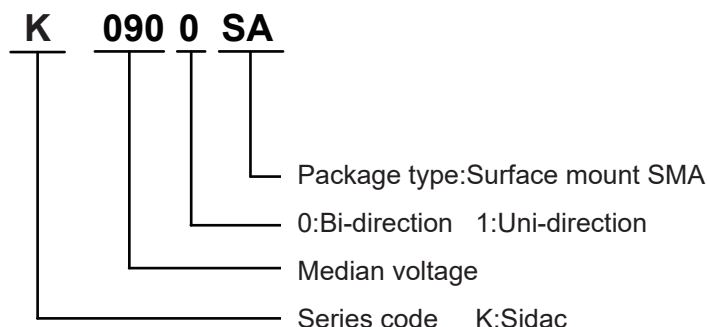 K 090 0 SA
Package type:Surface mount SMA
0:Bi-direction 1:Uni-direction
Median voltage
Series code K:Sidac